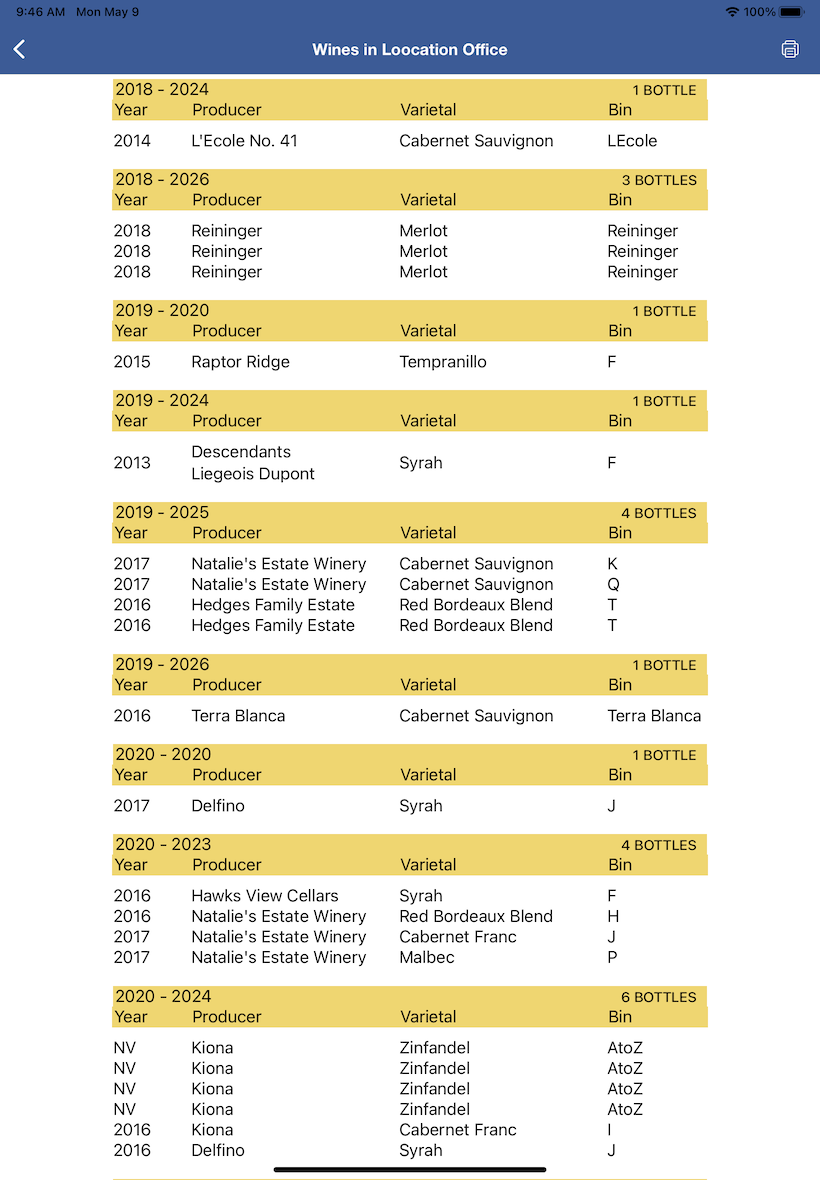 9:46 AM Mon May 9 100%
Wines in Loocation Office
2018 - 2024 1 BOTTLE
Year Producer Varietal Bin
2014 L'Ecole No. 41 Cabernet Sauvignon LEcole
2018 - 2026 3 BOTTLES
Year Producer Varietal Bin
2018 Reininger Merlot Reininger
2018 Reininger Merlot Reininger
2018 Reininger Merlot Reininger
2019 - 2020 1 BOTTLE
Year Producer Varietal Bin
2015 Raptor Ridge Tempranillo F
2019 - 2024 1 BOTTLE
Year Producer Varietal Bin
2013 Descendants Liegeois Dupont Syrah F
2019 - 2025 4 BOTTLES
Year Producer Varietal Bin
2017 Natalie's Estate Winery Cabernet Sauvignon K
2017 Natalie's Estate Winery Cabernet Sauvignon Q
2016 Hedges Family Estate Red Bordeaux Blend T
2016 Hedges Family Estate Red Bordeaux Blend T
2019 - 2026 1 BOTTLE
Year Producer Varietal Bin
2016 Terra Blanca Cabernet Sauvignon Terra Blanca
2020 - 2020 1 BOTTLE
Year Producer Varietal Bin
2017 Delfino Syrah J
2020 - 2023 4 BOTTLES
Year Producer Varietal Bin
2016 Hawks View Cellars Syrah F
2016 Natalie's Estate Winery Red Bordeaux Blend H
2017 Natalie's Estate Winery Cabernet Franc J
2017 Natalie's Estate Winery Malbec P
2020 - 2024 6 BOTTLES
Year Producer Varietal Bin
NV Kiona Zinfandel AtoZ
NV Kiona Zinfandel AtoZ
NV Kiona Zinfandel AtoZ
NV Kiona Zinfandel AtoZ
2016 Kiona Cabernet Franc I
2016 Delfino Syrah J